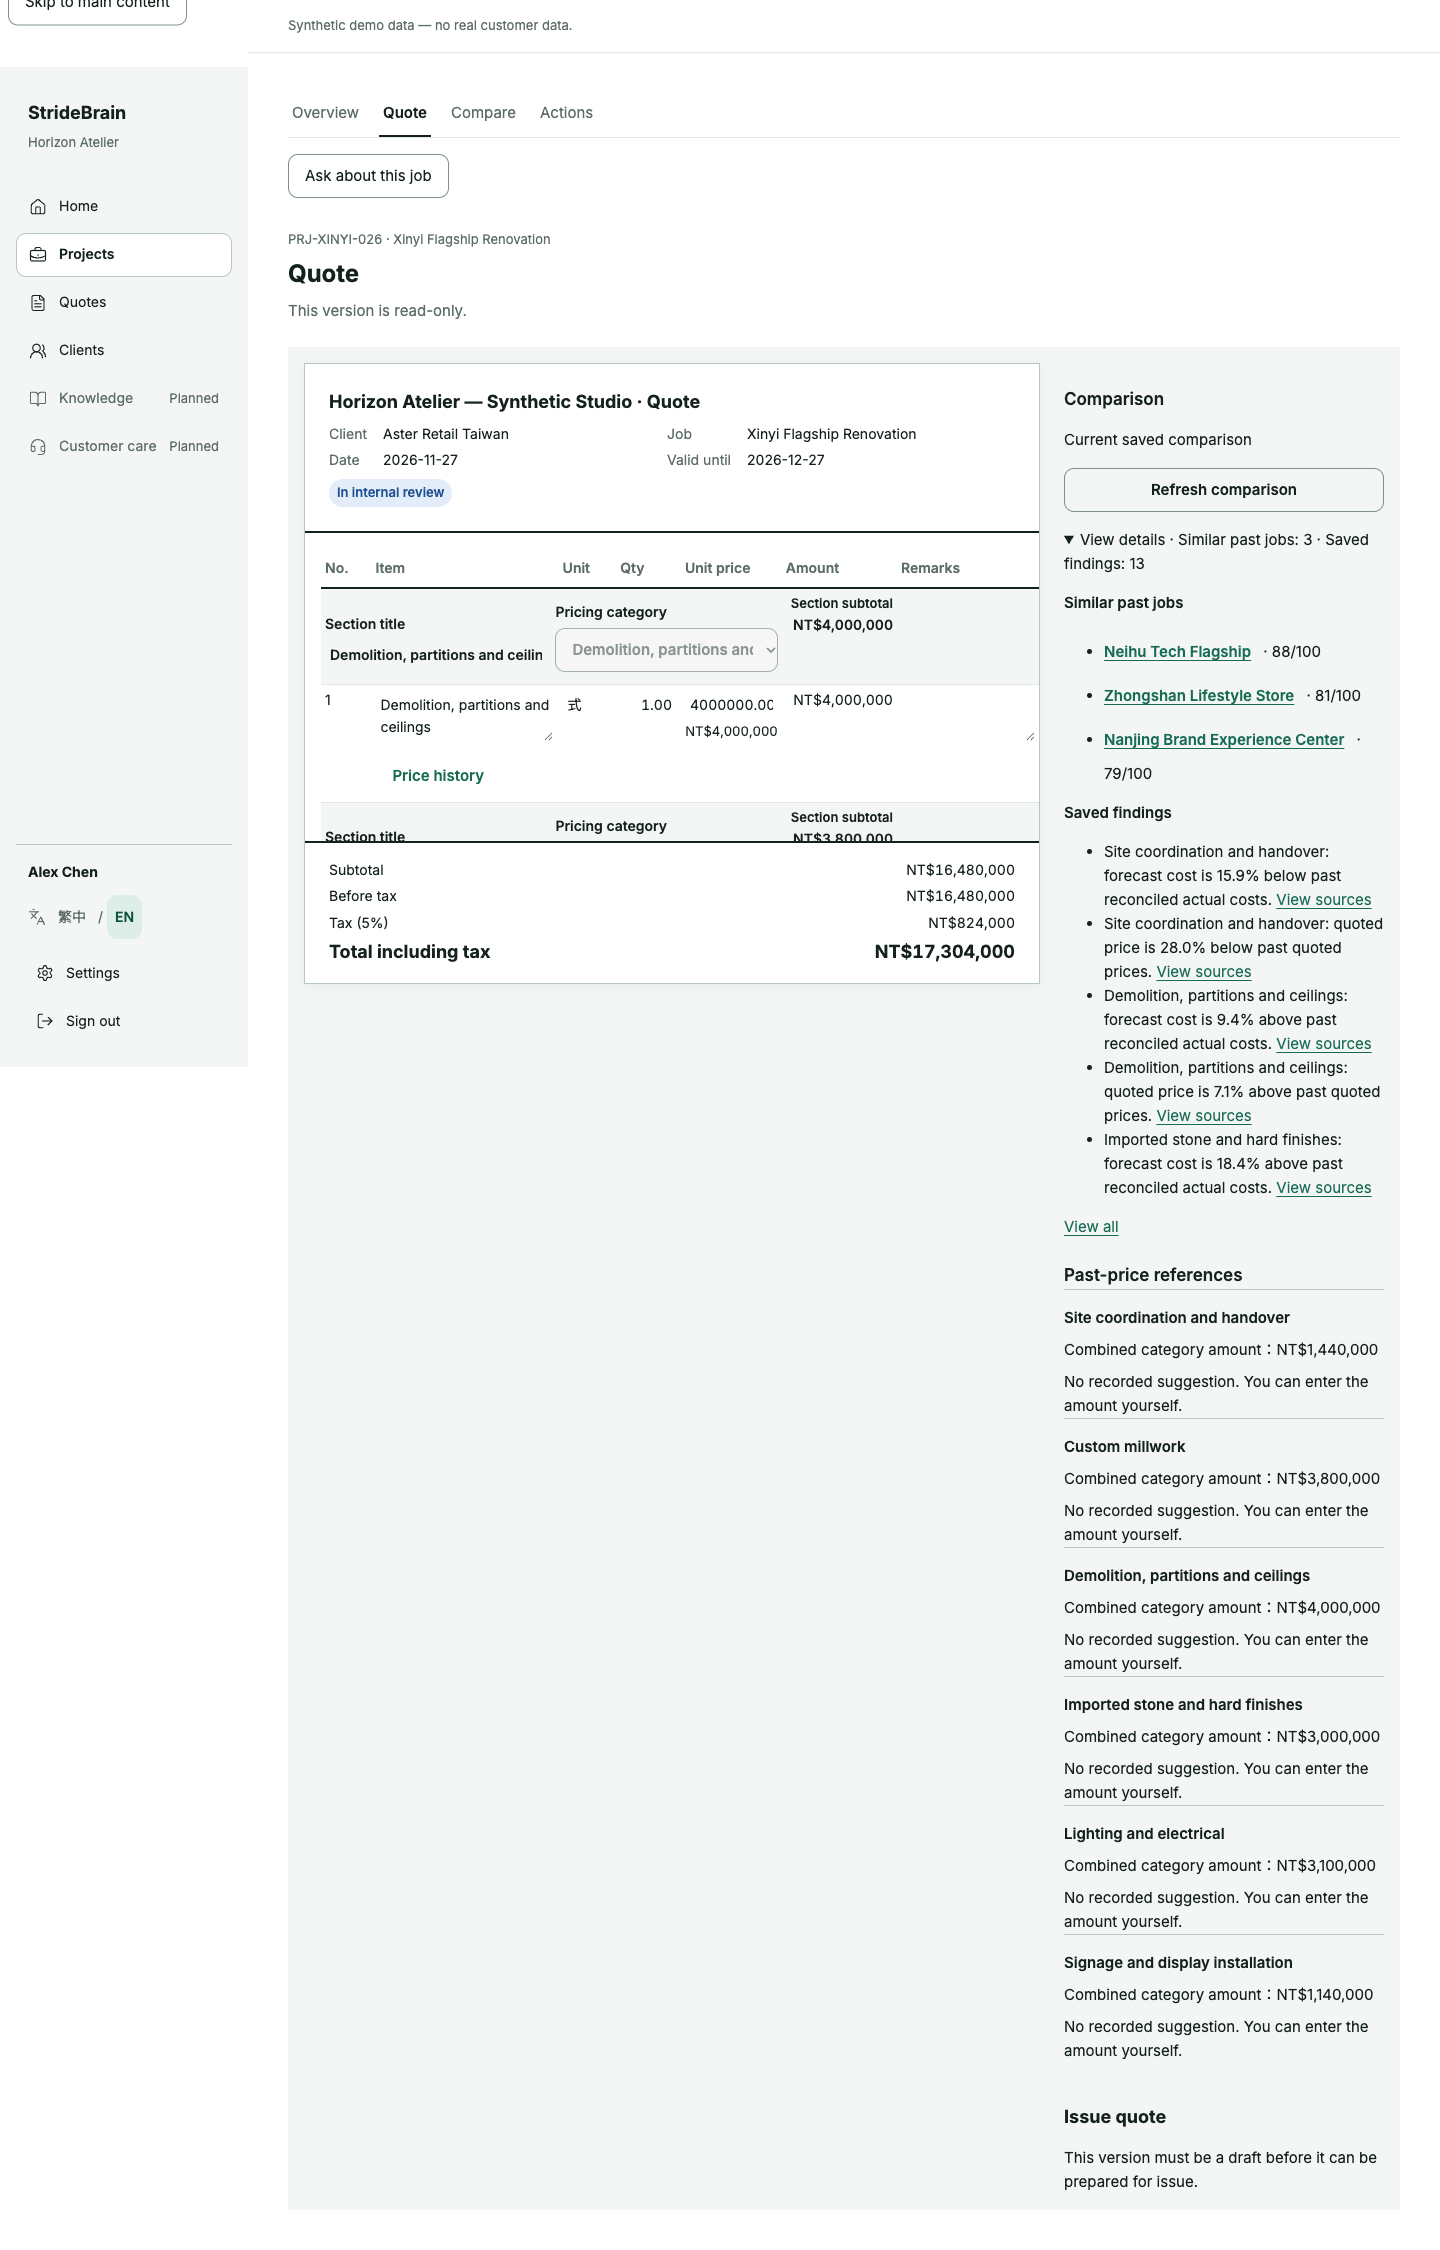 Skip to main content
Synthetic demo data — no real customer data.
StrideBrain
Horizon Atelier
Home
Projects
Quotes
Clients
Knowledge Planned
Customer care Planned
Alex Chen
繁中 / EN
Settings
Sign out
Overview Quote Compare Actions
Ask about this job
PRJ-XINYI-026 · Xinyi Flagship Renovation
Quote
This version is read-only.
Horizon Atelier — Synthetic Studio · Quote
Client Aster Retail Taiwan Job Xinyi Flagship Renovation
Date 2026-11-27 Valid until 2026-12-27
In internal review
No. Item Unit Qty Unit price Amount Remarks
Section title
Demolition, partitions and ceilin
Pricing category
Demolition, partitions and
Section subtotal
NT$4,000,000
1 Demolition, partitions and 式 1.00 4000000.00 NT$4,000,000
ceilings NT$4,000,000
Price history
Section title Pricing category Section subtotal
NT$3,800,000
Subtotal NT$16,480,000
Before tax NT$16,480,000
Tax (5%) NT$824,000
Total including tax NT$17,304,000
Comparison
Current saved comparison
Refresh comparison
▼ View details · Similar past jobs: 3 · Saved
findings: 13
Similar past jobs
• Neihu Tech Flagship · 88/100
• Zhongshan Lifestyle Store · 81/100
• Nanjing Brand Experience Center ·
79/100
Saved findings
• Site coordination and handover:
forecast cost is 15.9% below past
reconciled actual costs. View sources
• Site coordination and handover: quoted
price is 28.0% below past quoted
prices. View sources
• Demolition, partitions and ceilings:
forecast cost is 9.4% above past
reconciled actual costs. View sources
• Demolition, partitions and ceilings:
quoted price is 7.1% above past quoted
prices. View sources
• Imported stone and hard finishes:
forecast cost is 18.4% above past
reconciled actual costs. View sources
View all
Past-price references
Site coordination and handover
Combined category amount：NT$1,440,000
No recorded suggestion. You can enter the
amount yourself.
Custom millwork
Combined category amount：NT$3,800,000
No recorded suggestion. You can enter the
amount yourself.
Demolition, partitions and ceilings
Combined category amount：NT$4,000,000
No recorded suggestion. You can enter the
amount yourself.
Imported stone and hard finishes
Combined category amount：NT$3,000,000
No recorded suggestion. You can enter the
amount yourself.
Lighting and electrical
Combined category amount：NT$3,100,000
No recorded suggestion. You can enter the
amount yourself.
Signage and display installation
Combined category amount：NT$1,140,000
No recorded suggestion. You can enter the
amount yourself.
Issue quote
This version must be a draft before it can be
prepared for issue.